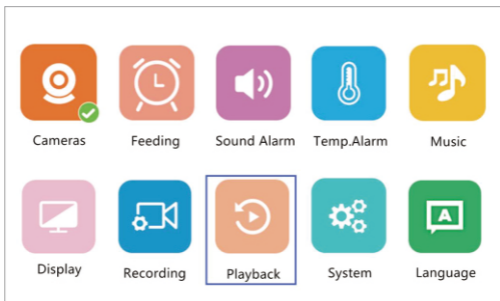 Cameras Feeding Sound Alarm Temp.Alarm Music
A
Display Recording Playback System Language